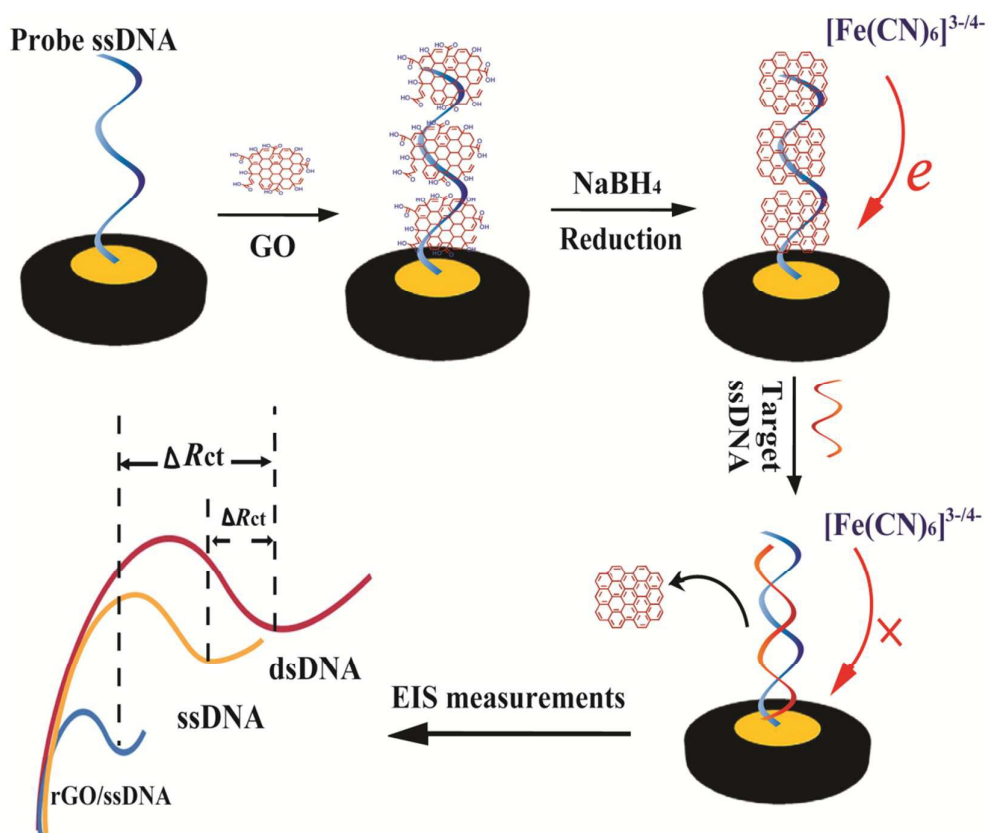 Probe ssDNA
GO
NaBH4
Reduction
[Fe(CN)6]3-/4-
e
Target
ssDNA
[Fe(CN)6]3-/4-
×
EIS measurements
ΔRct
ΔRct
dsDNA
ssDNA
rGO/ssDNA